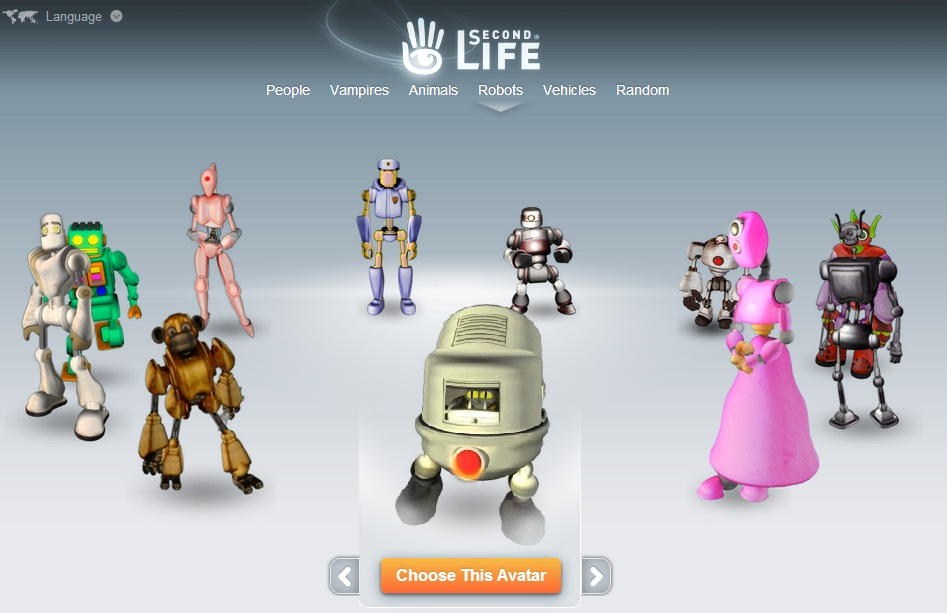 Language
SECOND®
LIFE
People Vampires Animals Robots Vehicles Random
Choose This Avatar